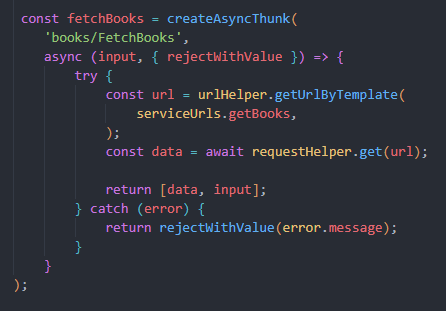 const fetchBooks = createAsyncThunk(
    'books/FetchBooks',
    async (input, { rejectWithValue }) => {
        try {
            const url = urlHelper.getUrlByTemplate(
                serviceUrls.getBooks,
            );
            const data = await requestHelper.get(url);

            return [data, input];
        } catch (error) {
            return rejectWithValue(error.message);
        }
    }
);